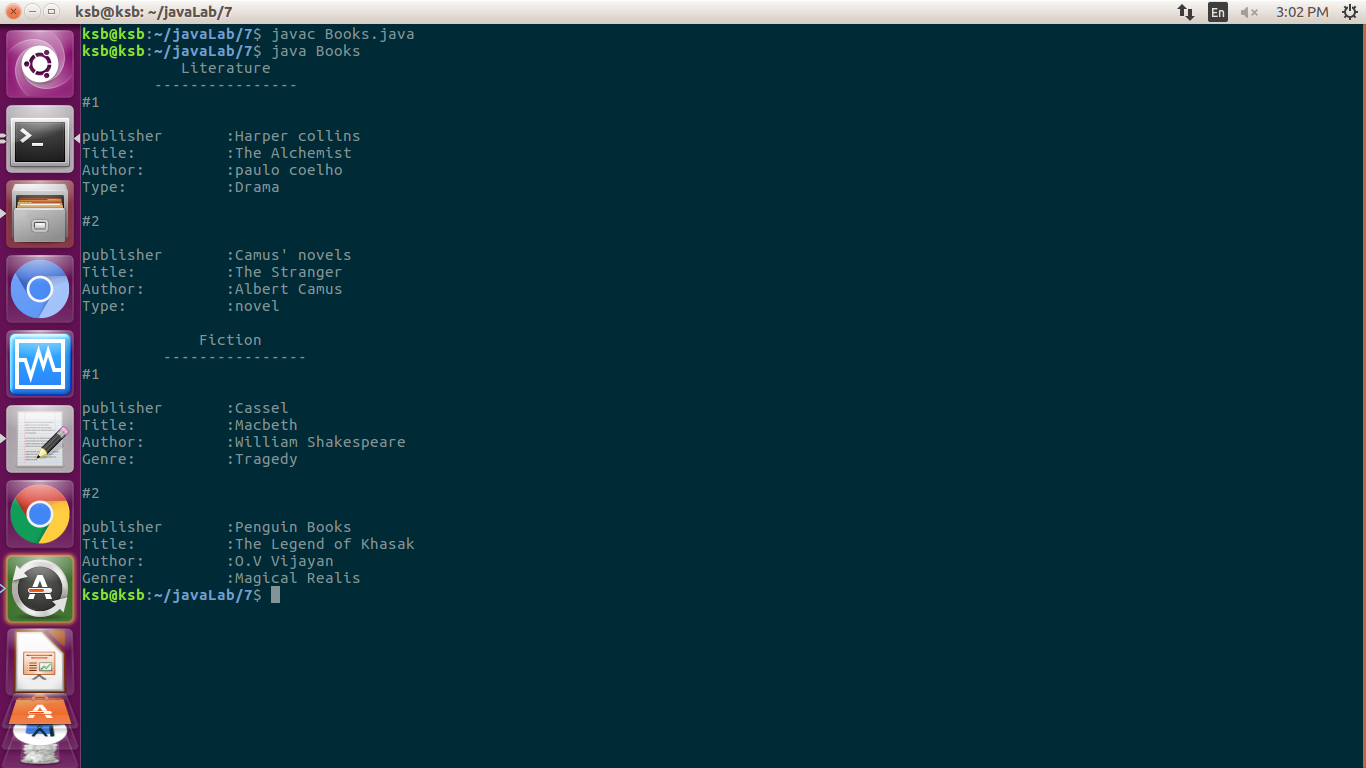 ksb@ksb: ~/javaLab/7
En
3:02 PM
ksb@ksb:~/javaLab/7$ javac Books.java
ksb@ksb:~/javaLab/7$ java Books
Literature
----------------
#1
publisher :Harper collins
Title: :The Alchemist
Author: :paulo coelho
Type: :Drama
#2
publisher :Camus' novels
Title: :The Stranger
Author: :Albert Camus
Type: :novel
Fiction
----------------
#1
publisher :Cassel
Title: :Macbeth
Author: :William Shakespeare
Genre: :Tragedy
#2
publisher :Penguin Books
Title: :The Legend of Khasak
Author: :O.V Vijayan
Genre: :Magical Realis
ksb@ksb:~/javaLab/7$